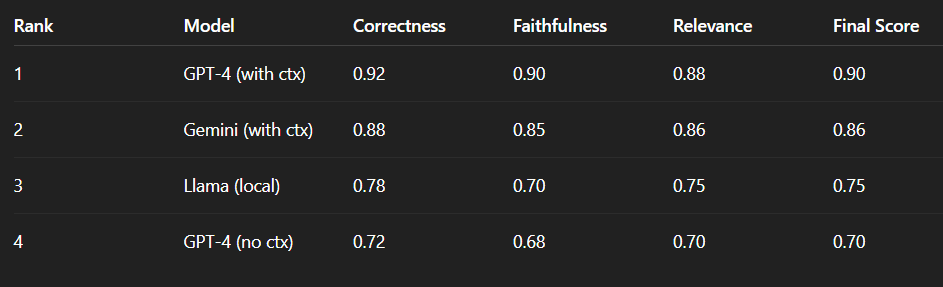 Rank Model Correctness Faithfulness Relevance Final Score
1 GPT-4 (with ctx) 0.92 0.90 0.88 0.90
2 Gemini (with ctx) 0.88 0.85 0.86 0.86
3 Llama (local) 0.78 0.70 0.75 0.75
4 GPT-4 (no ctx) 0.72 0.68 0.70 0.70